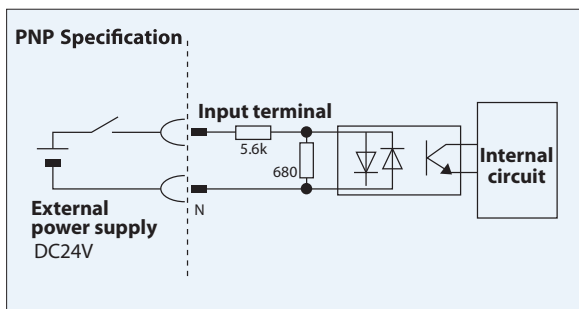 PNP Specification
Input terminal
5.6k
680
Internal
circuit
N
External
power supply
DC24V